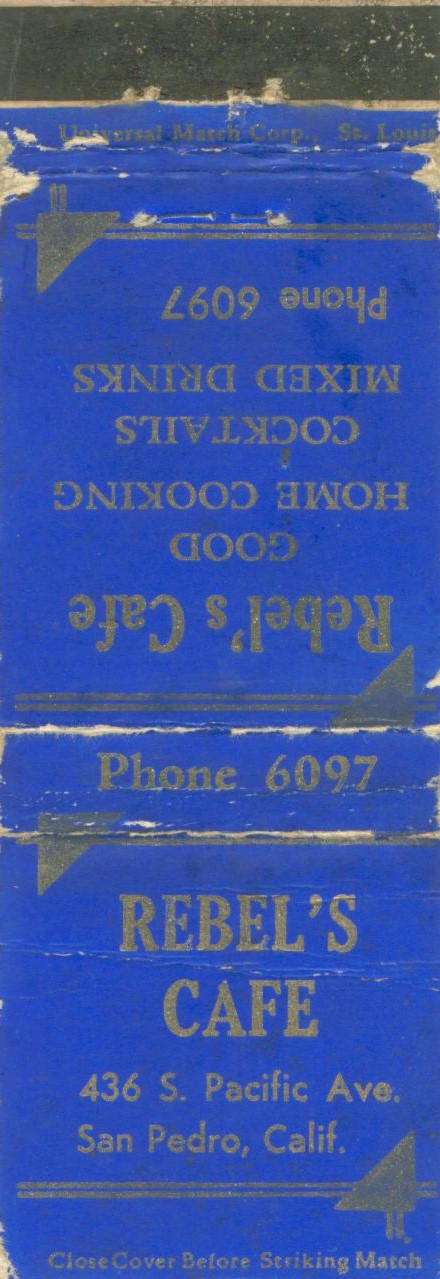 Universal Match Corp., St. Louis
Rebel's Cafe
GOOD
HOME COOKING
COCKTAILS
MIXED DRINKS
Phone 6097
Phone 6097
REBEL'S
CAFE
436 S. Pacific Ave.
San Pedro, Calif.
Close Cover Before Striking Match